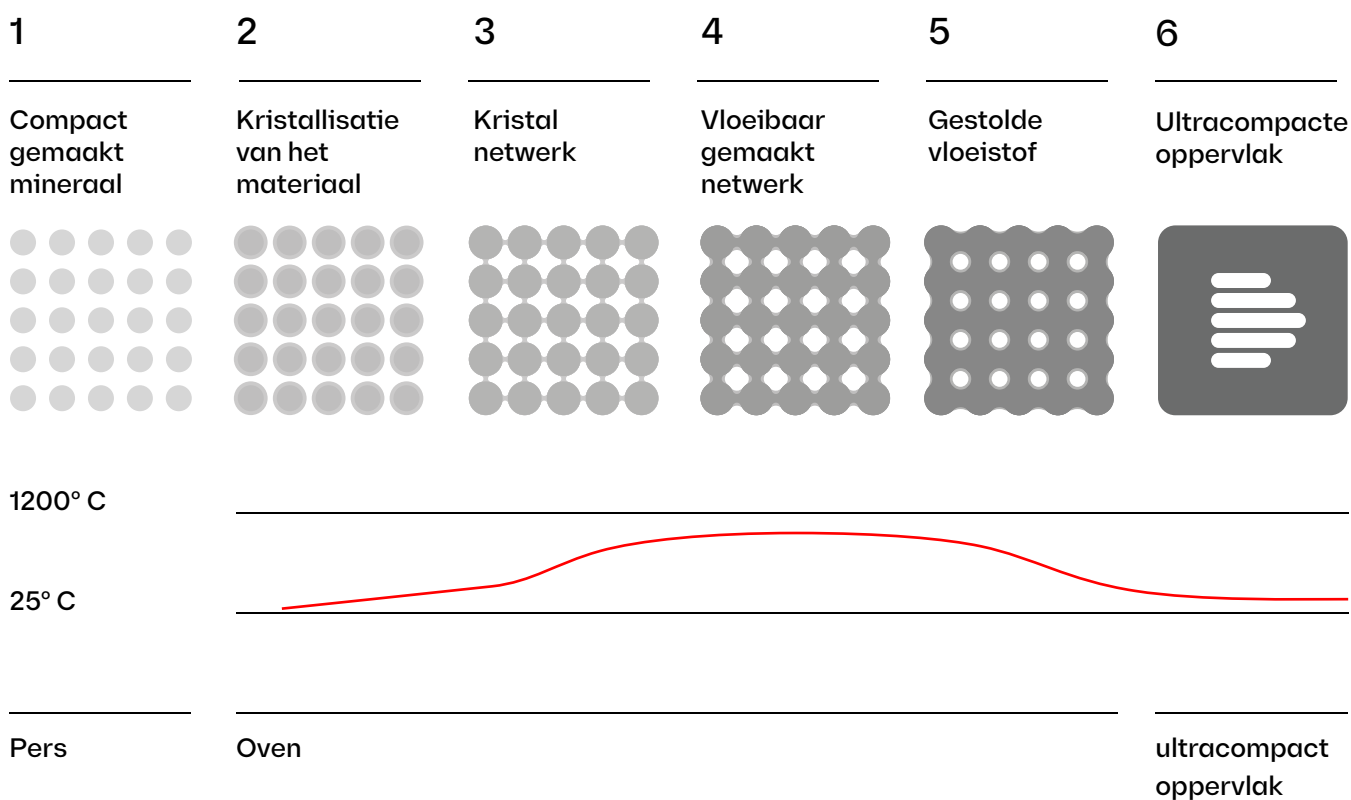 1
2
3
4
5
6
Compact
gemaakt
mineraal
Kristallisatie
van het
materiaal
Kristal
netwerk
Vloeibaar
gemaakt
netwerk
Gestolde
vloeistof
Ultracompacte
oppervlak
1200° C
25° C
Pers
Oven
ultracompact
oppervlak